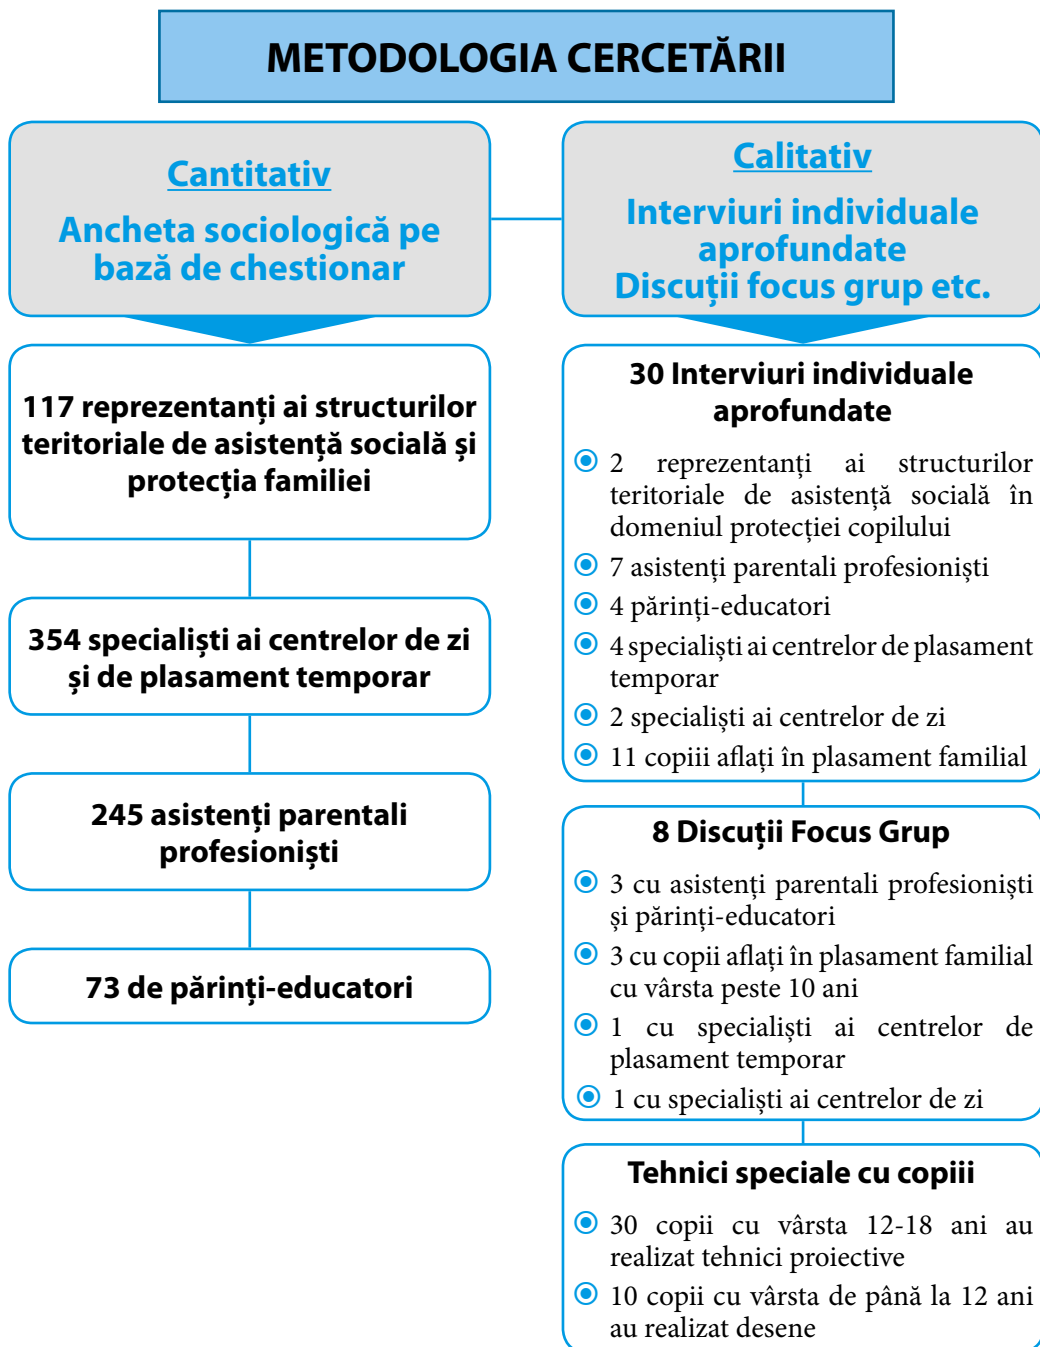 METODOLOGIA CERCETĂRII
Cantitativ
Ancheta sociologică pe
bază de chestionar
117 reprezentanți ai structurilor
teritoriale de asistență socială și
protecția familiei
354 specialiști ai centrelor de zi
și de plasament temporar
245 asistenți parentali
profesioniști
73 de părinți-educatori
Calitativ
Interviuri individuale
aprofundate
Discuții focus grup etc.
30 Interviuri individuale
aprofundate
2 reprezentanți ai structurilor
teritoriale de asistență socială în
domeniul protecției copilului
7 asistenți parentali profesioniști
4 părinți-educatori
4 specialiști ai centrelor de plasament
temporar
2 specialiști ai centrelor de zi
11 copiii aflați în plasament familial
8 Discuții Focus Grup
3 cu asistenți parentali profesioniști
și părinți-educatori
3 cu copii aflați în plasament familial
cu vârsta peste 10 ani
1 cu specialiști ai centrelor de
plasament temporar
1 cu specialiști ai centrelor de zi
Tehnici speciale cu copiii
30 copii cu vârsta 12-18 ani au
realizat tehnici proiective
10 copii cu vârsta de până la 12 ani
au realizat desene